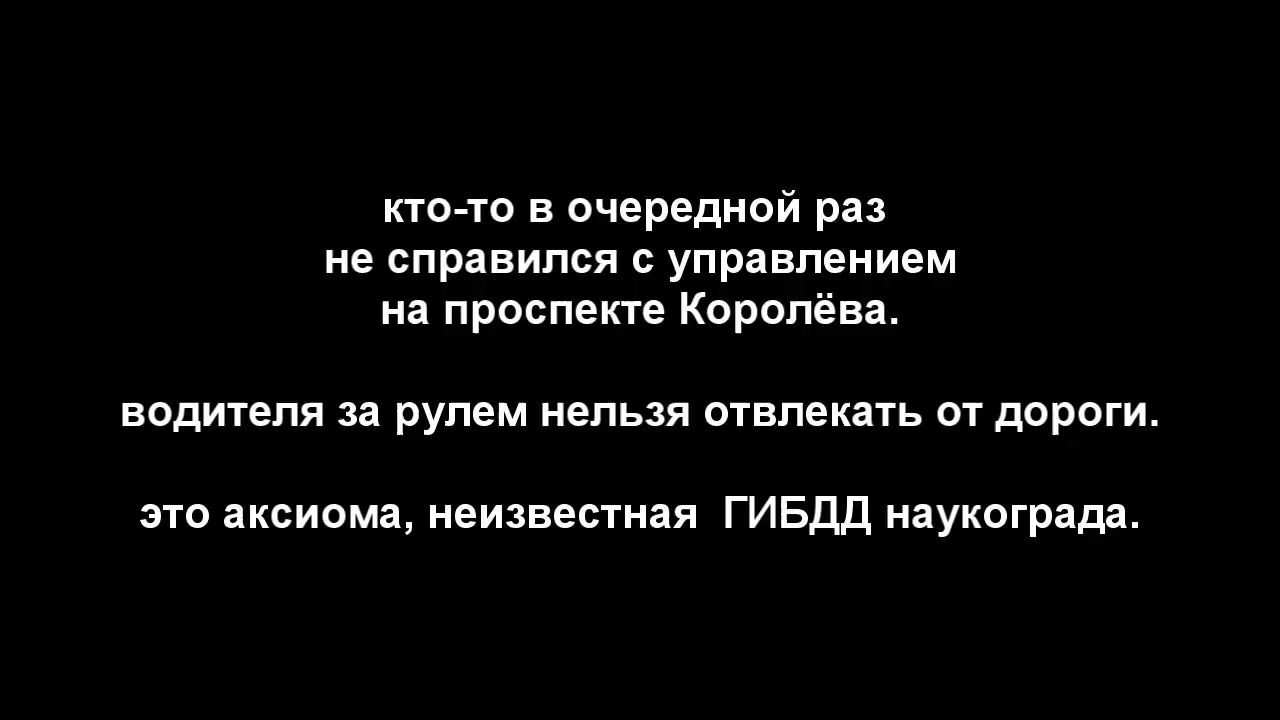 кто-то в очередной раз
не справился с управлением
на проспекте Королёва.
водителя за рулем нельзя отвлекать от дороги.
это аксиома, неизвестная ГИБДД наукограда.